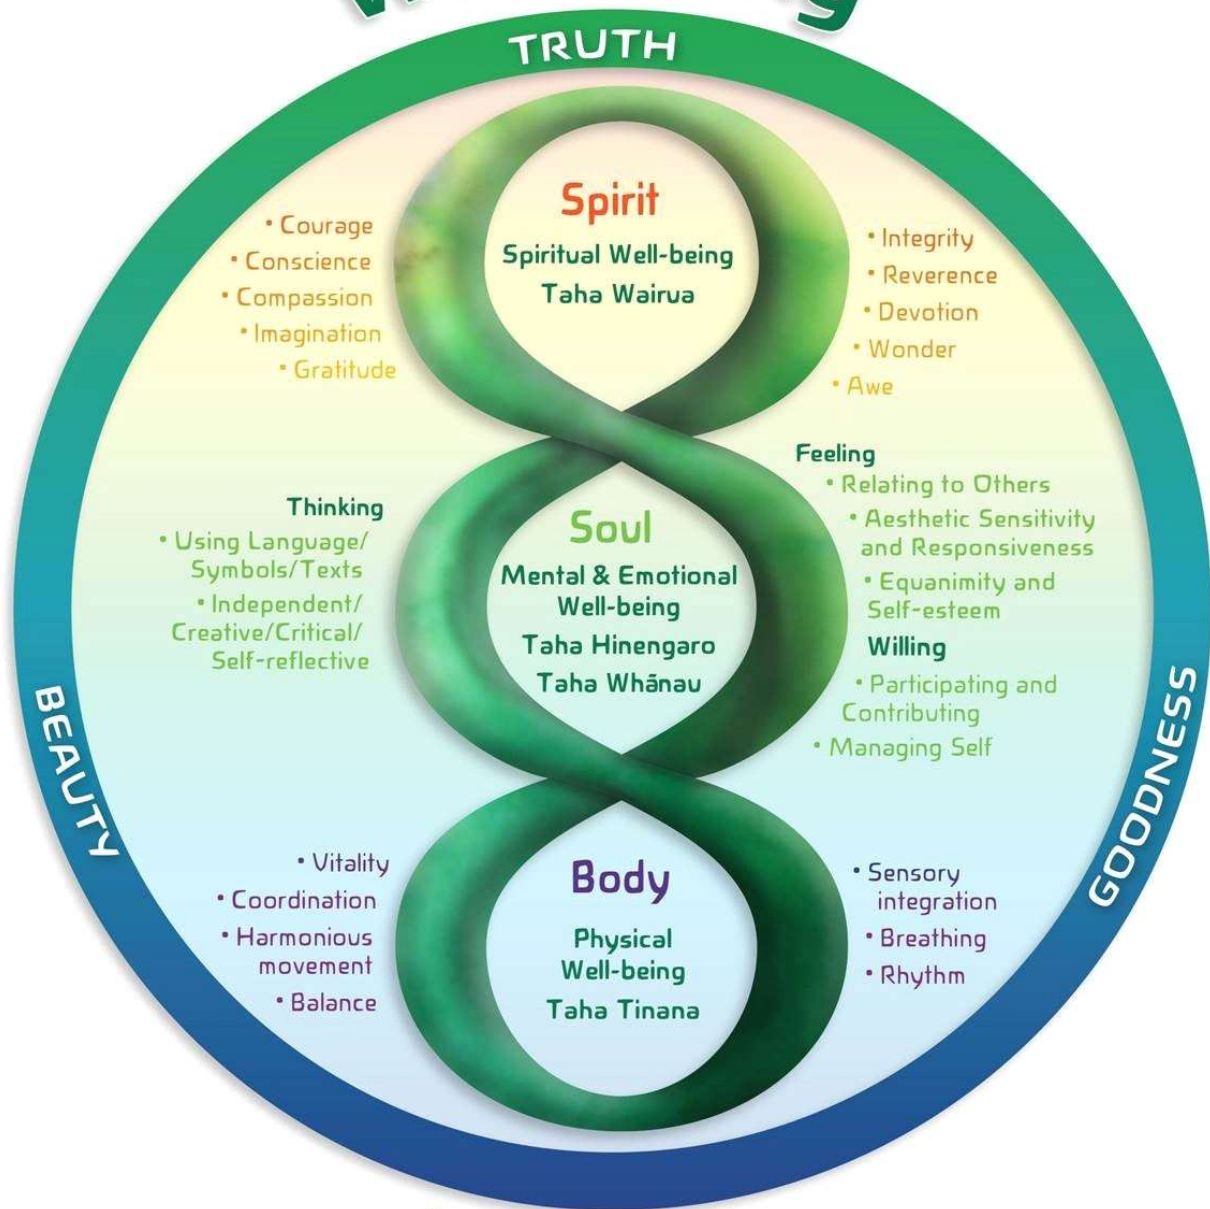 TRUTH
Spirit
Spiritual Well-being
Taha Wairua
• Courage
• Conscience
• Compassion
• Imagination
• Gratitude
• Integrity
• Reverence
• Devotion
• Wonder
• Awe
Thinking
• Using Language/
Symbols/Texts
• Independent/
Creative/Critical/
Self-reflective
Soul
Mental & Emotional
Well-being
Taha Hinengaro
Taha Whānau
Feeling
• Relating to Others
• Aesthetic Sensitivity
and Responsiveness
• Equanimity and
Self-esteem
Willing
• Participating and
Contributing
• Managing Self
BEAUTY
GOODNESS
• Vitality
• Coordination
• Harmonious
movement
• Balance
Body
Physical
Well-being
Taha Tinana
• Sensory
integration
• Breathing
• Rhythm